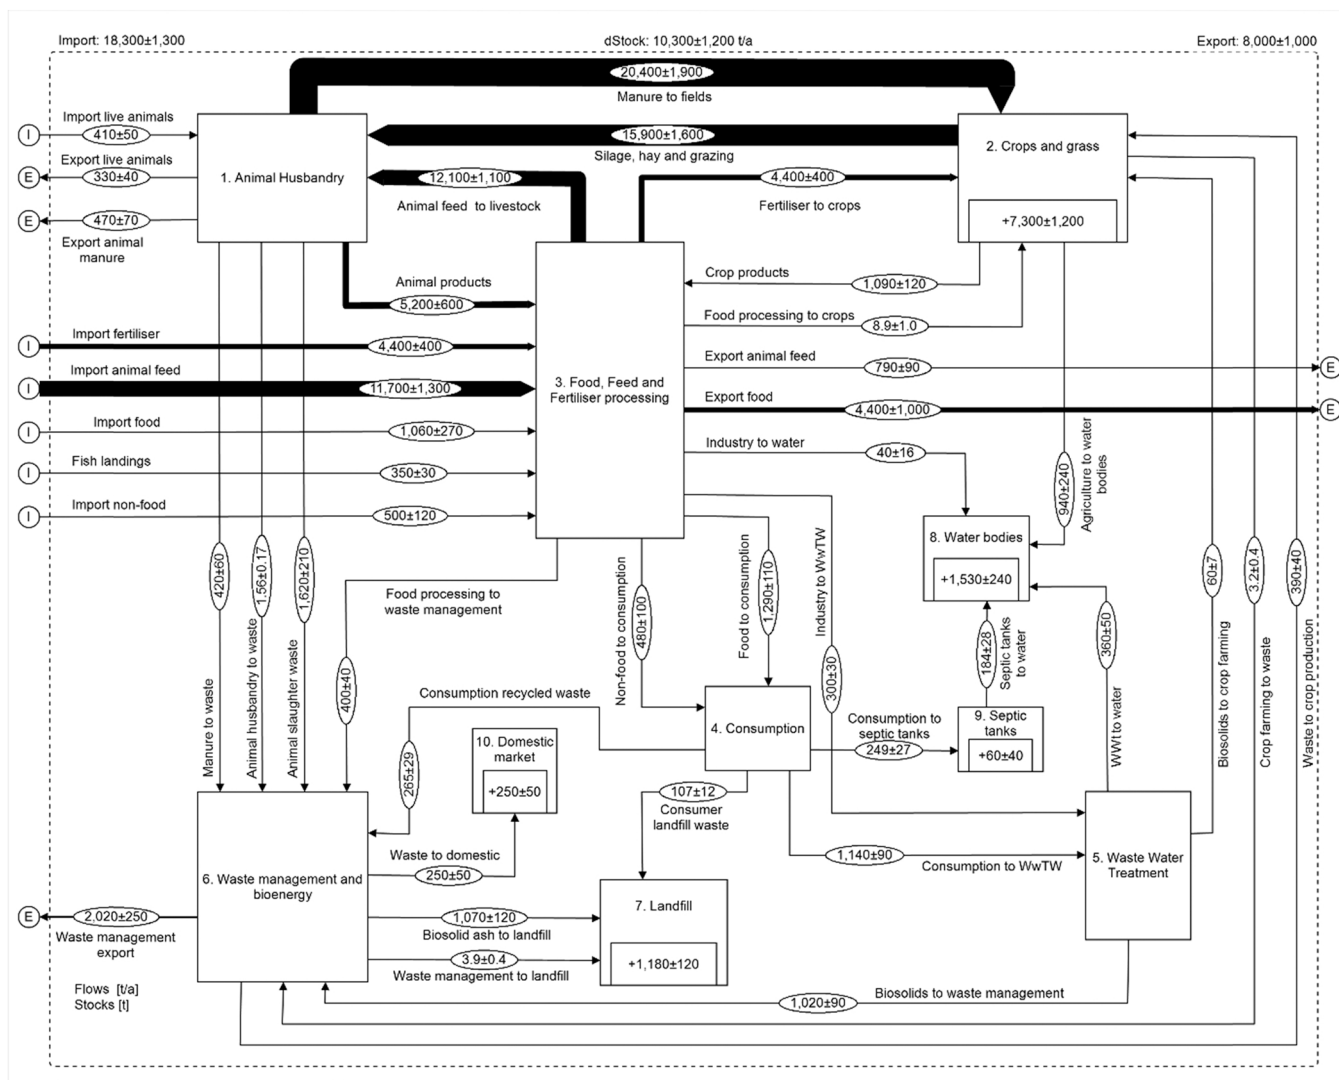 Import: 18,300±1,300
dStock: 10,300±1,200 t/a
Export: 8,000±1,000
20,400±1,900
Manure to fields
Import live animals
I
410±50
15,900±1,600
Silage, hay and grazing
2. Crops and grass
Export live animals
E
330±40
1. Animal Husbandry
12,100±1,100
4,400±400
Animal feed to livestock
Fertiliser to crops
E
470±70
Export animal
manure
+7,300±1,200
Animal products
5,200±600
Crop products
1,090±120
Food processing to crops
8.9±1.0
Import fertiliser
I
4,400±400
Export animal feed
790±90
E
Import animal feed
I
11,700±1,300
3. Food, Feed and
Fertiliser processing
Export food
4,400±1,000
E
Import food
I
1,060±270
Industry to water
40±16
Fish landings
I
350±30
Import non-food
I
500±120
940±240
Agriculture to water
bodies
8. Water bodies
+1,530±240
420±60
Manure to waste
1.56±0.17
Animal husbandry to waste
1,620±210
Animal slaughter waste
Food processing to
waste management
400±40
Non-food to consumption
480±100
Food to consumption
1,290±110
Industry to WwTW
300±30
184±28
Septic tanks
to water
360±50
WWt to water
60±7
Biosolids to crop farming
3.2±0.4
Crop farming to waste
390±40
Waste to crop production
Consumption recycled waste
265±29
4. Consumption
Consumption to
septic tanks
249±27
9. Septic
tanks
+60±40
10. Domestic
market
+250±50
107±12
Consumer
landfill waste
Waste to domestic
250±50
1,140±90
Consumption to WwTW
5. Waste Water
Treatment
6. Waste management and
bioenergy
7. Landfill
+1,180±120
E
2,020±250
Waste management
export
1,070±120
Biosolid ash to landfill
3.9±0.4
Waste management to landfill
Flows [t/a]
Stocks [t]
Biosolids to waste management
1,020±90